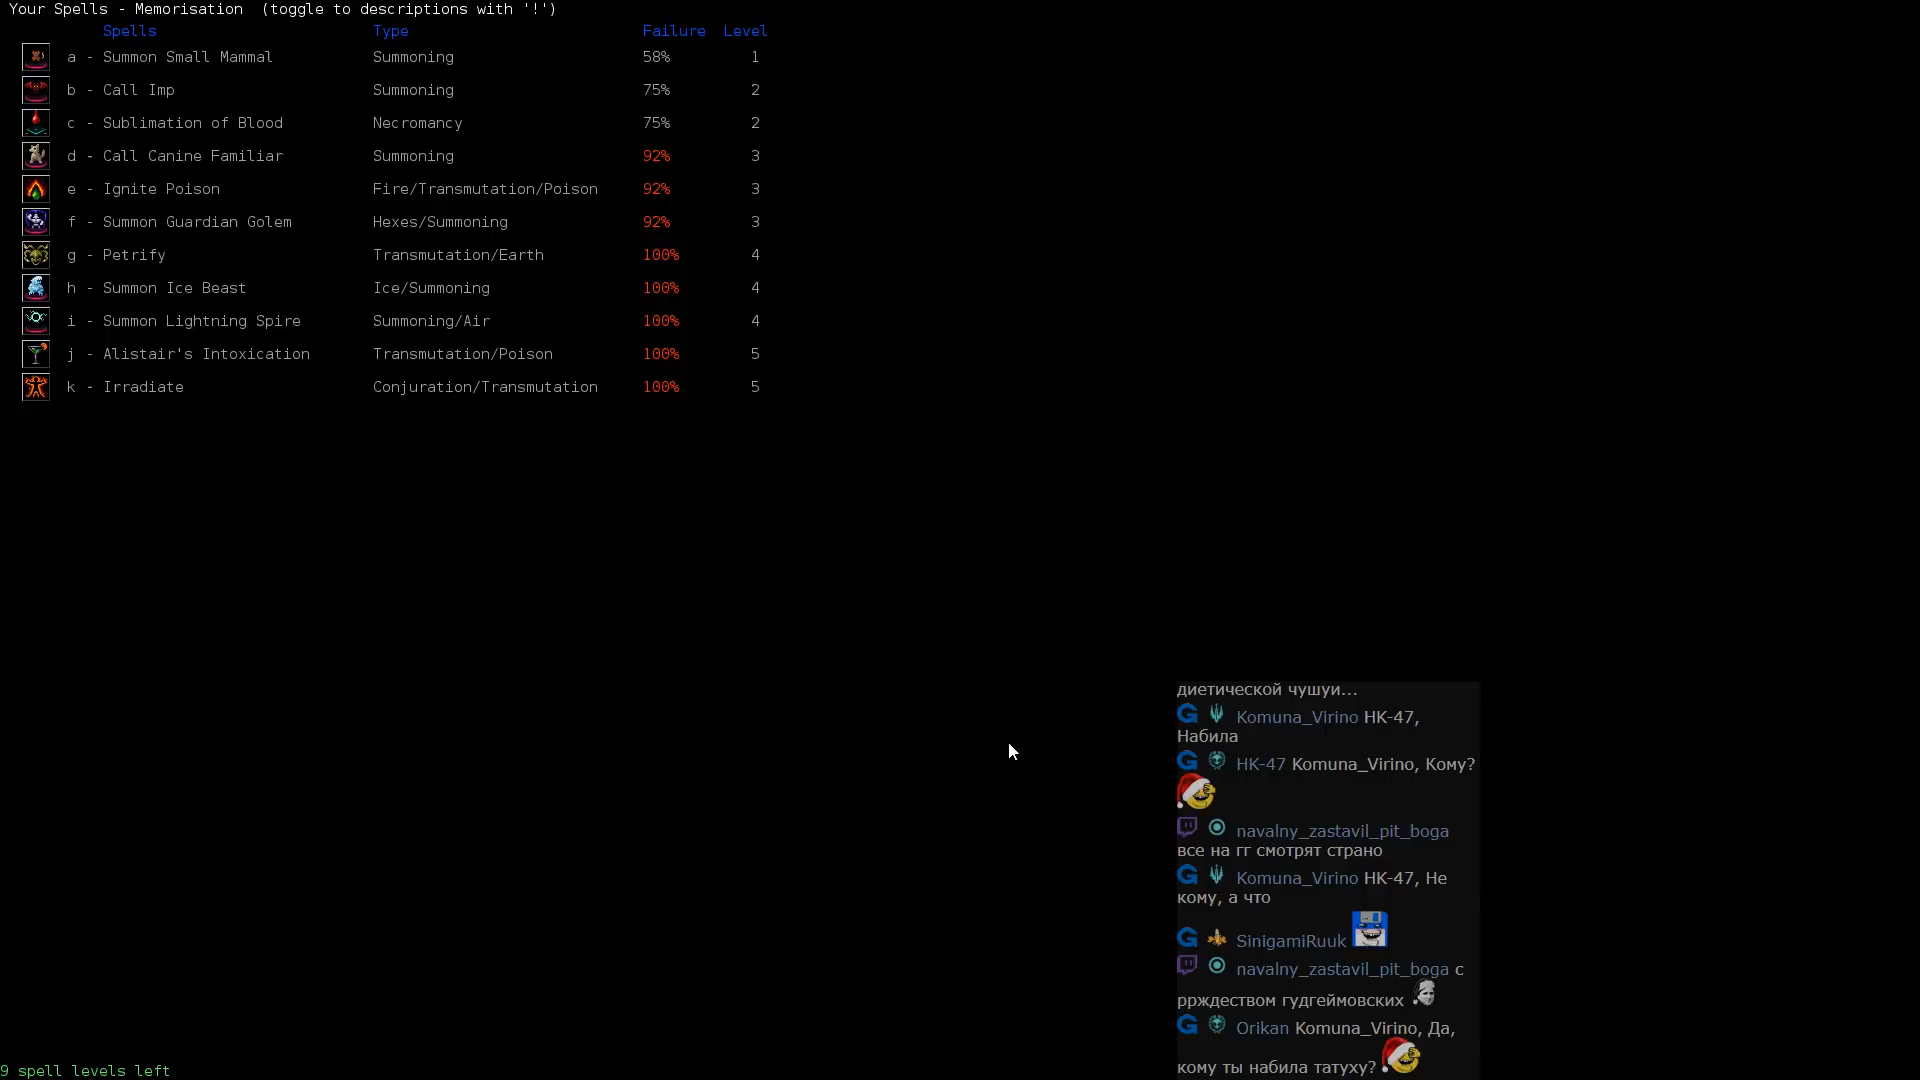 Your Spells - Memorisation  (toggle to descriptions with '!')
Spells Type Failure Level
a - Summon Small Mammal Summoning 58% 1
b - Call Imp Summoning 75% 2
c - Sublimation of Blood Necromancy 75% 2
d - Call Canine Familiar Summoning 92% 3
e - Ignite Poison Fire/Transmutation/Poison 92% 3
f - Summon Guardian Golem Hexes/Summoning 92% 3
g - Petrify Transmutation/Earth 100% 4
h - Summon Ice Beast Ice/Summoning 100% 4
i - Summon Lightning Spire Summoning/Air 100% 4
j - Alistair's Intoxication Transmutation/Poison 100% 5
k - Irradiate Conjuration/Transmutation 100% 5
диетической чушуи...
Komuna_Virino HK-47,
Набила
HK-47 Komuna_Virino, Кому?
navalny_zastavil_pit_boga
все на гг смотрят страно
Komuna_Virino HK-47, Не
кому, а что
SinigamiRuuk
navalny_zastavil_pit_boga с
ррждеством гудгеймовских
Orikan Komuna_Virino, Да,
кому ты набила татуху?
9 spell levels left